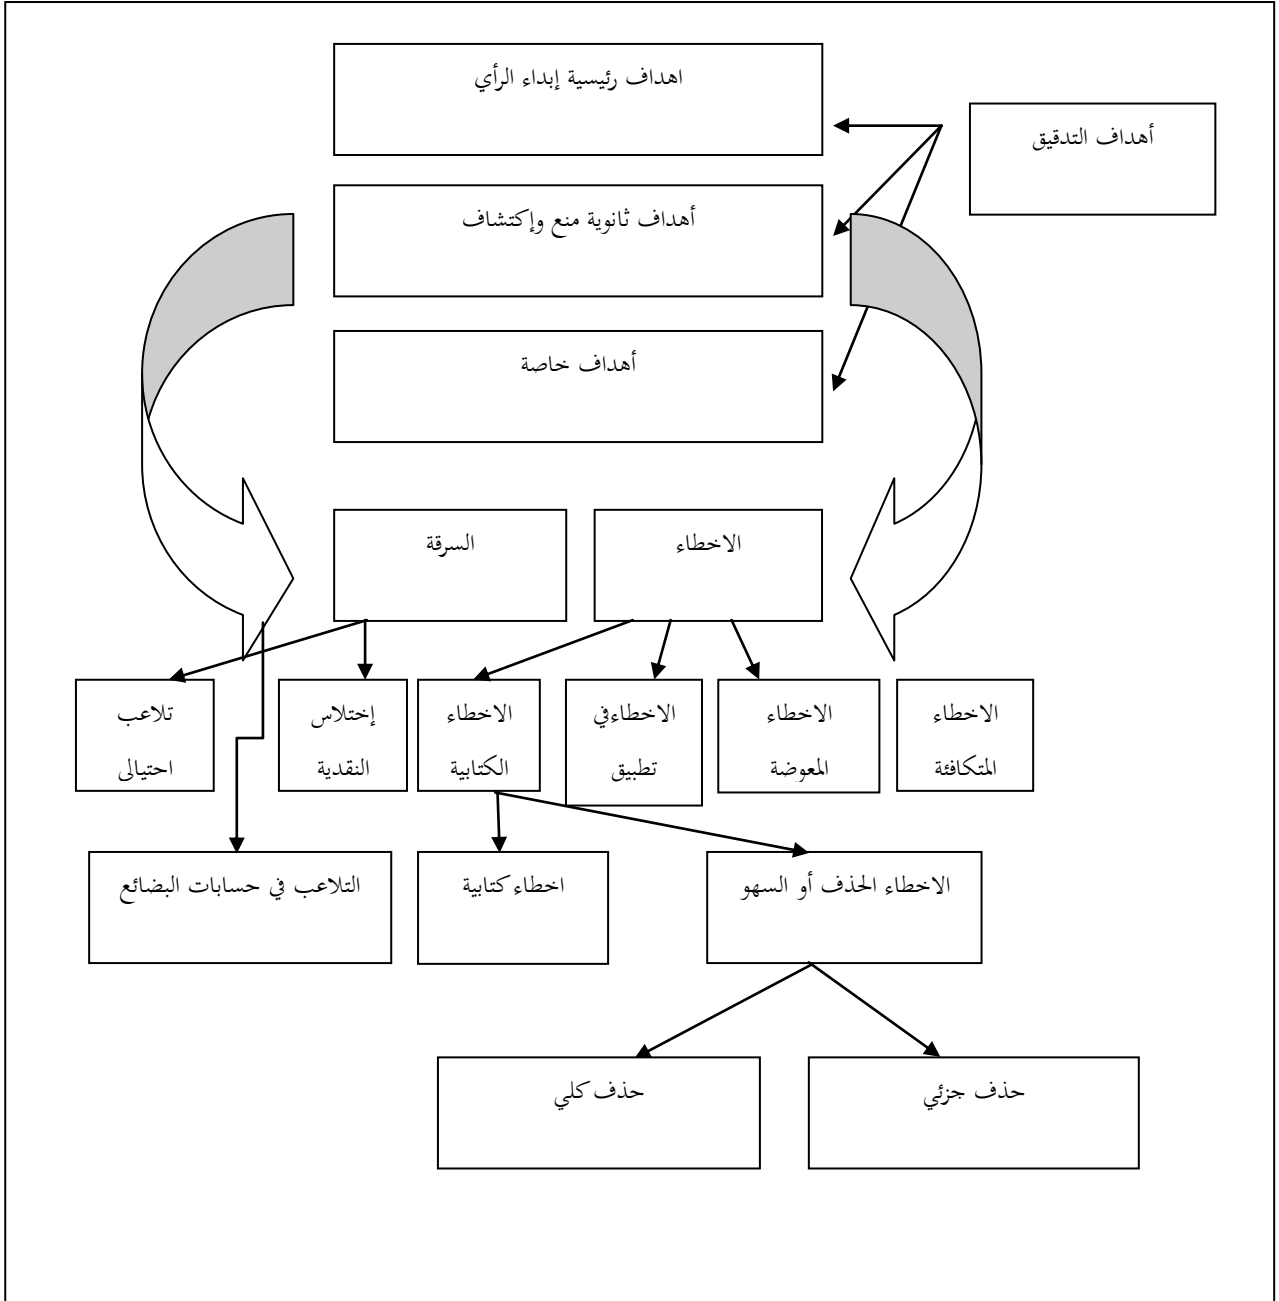 اهداف رئيسية إبداء الرأي
أهداف التدقيق
أهداف ثانوية منع وإكتشاف
أهداف خاصة
الاخطاء
السرقة
الاخطاء
المتكافئة
الاخطاء
المعوضة
الاخطاءفي
تطبيق
الاخطاء
الكتابية
إختلاس
النقدية
تلاعب
احتيالى
الاخطاء الحذف أو السهو
اخطاء كتابية
التلاعب في حسابات البضائع
حذف جزئي
حذف كلي